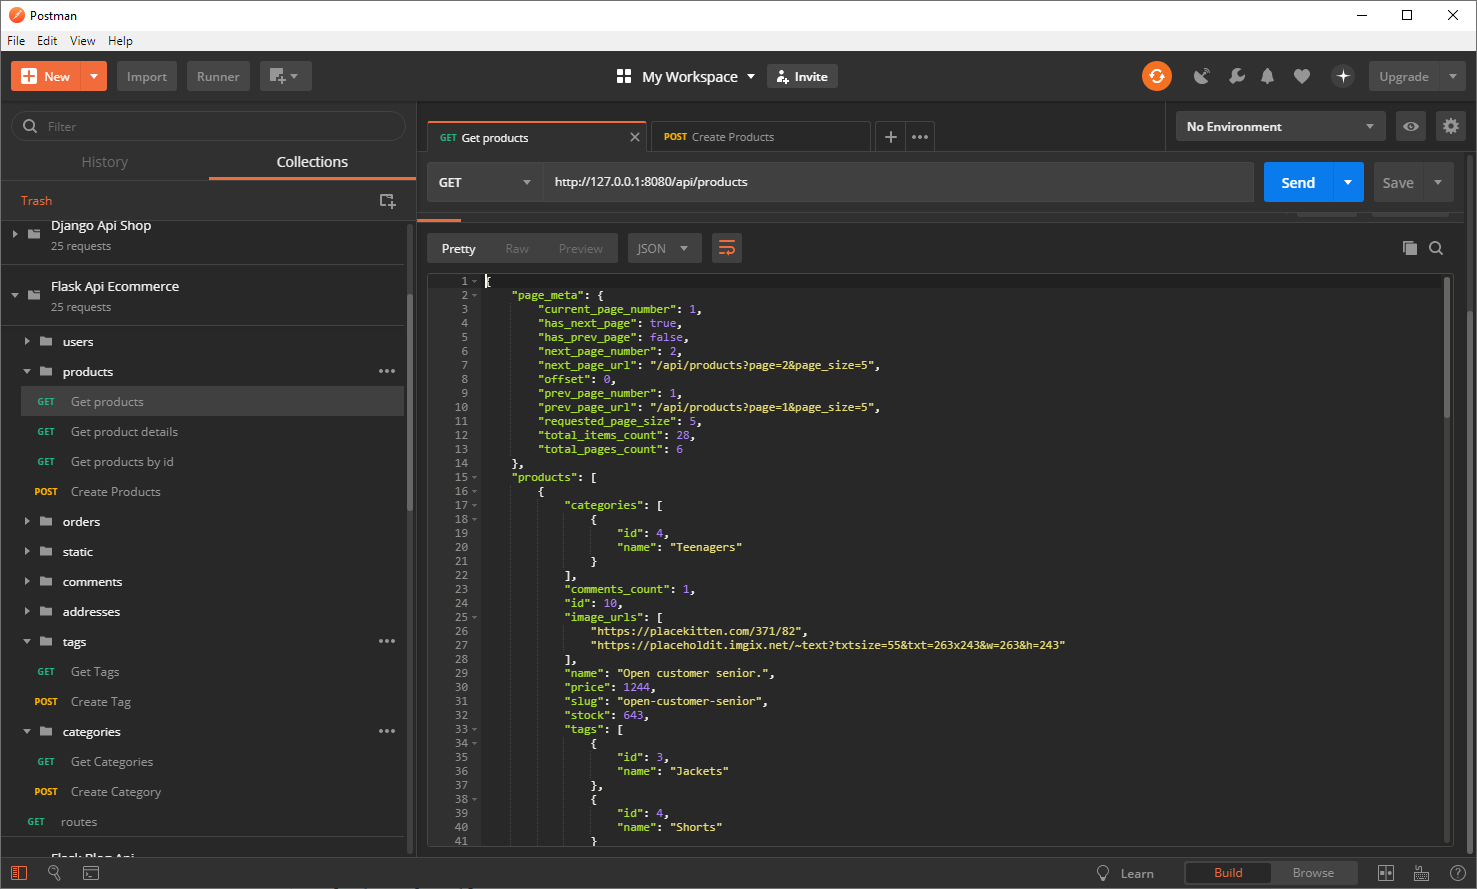 Postman
File Edit View Help
New Import Runner My Workspace Invite Upgrade
Filter
History Collections
Trash
Django Api Shop
25 requests
Flask Api Ecommerce
25 requests
users
products
GET Get products
GET Get product details
GET Get products by id
POST Create Products
orders
static
comments
addresses
tags
GET Get Tags
POST Create Tag
categories
GET Get Categories
POST Create Category
GET routes
Flask Blog Api
GET Get products POST Create Products No Environment
GET http://127.0.0.1:8080/api/products Send Save
Pretty Raw Preview JSON
1 {
2 "page_meta": {
3 "current_page_number": 1,
4 "has_next_page": true,
5 "has_prev_page": false,
6 "next_page_number": 2,
7 "next_page_url": "/api/products?page=2&page_size=5",
8 "offset": 0,
9 "prev_page_number": 1,
10 "prev_page_url": "/api/products?page=1&page_size=5",
11 "requested_page_size": 5,
12 "total_items_count": 28,
13 "total_pages_count": 6
14 },
15 "products": [
16 {
17 "categories": [
18 {
19 "id": 4,
20 "name": "Teenagers"
21 }
22 ],
23 "comments_count": 1,
24 "id": 10,
25 "image_urls": [
26 "https://placekitten.com/371/82",
27 "https://placeholdit.imgix.net/~text?txtsize=55&txt=263x243&w=263&h=243"
28 ],
29 "name": "Open customer senior.",
30 "price": 1244,
31 "slug": "open-customer-senior",
32 "stock": 643,
33 "tags": [
34 {
35 "id": 3,
36 "name": "Jackets"
37 },
38 {
39 "id": 4,
40 "name": "Shorts"
41 }
Learn Build Browse